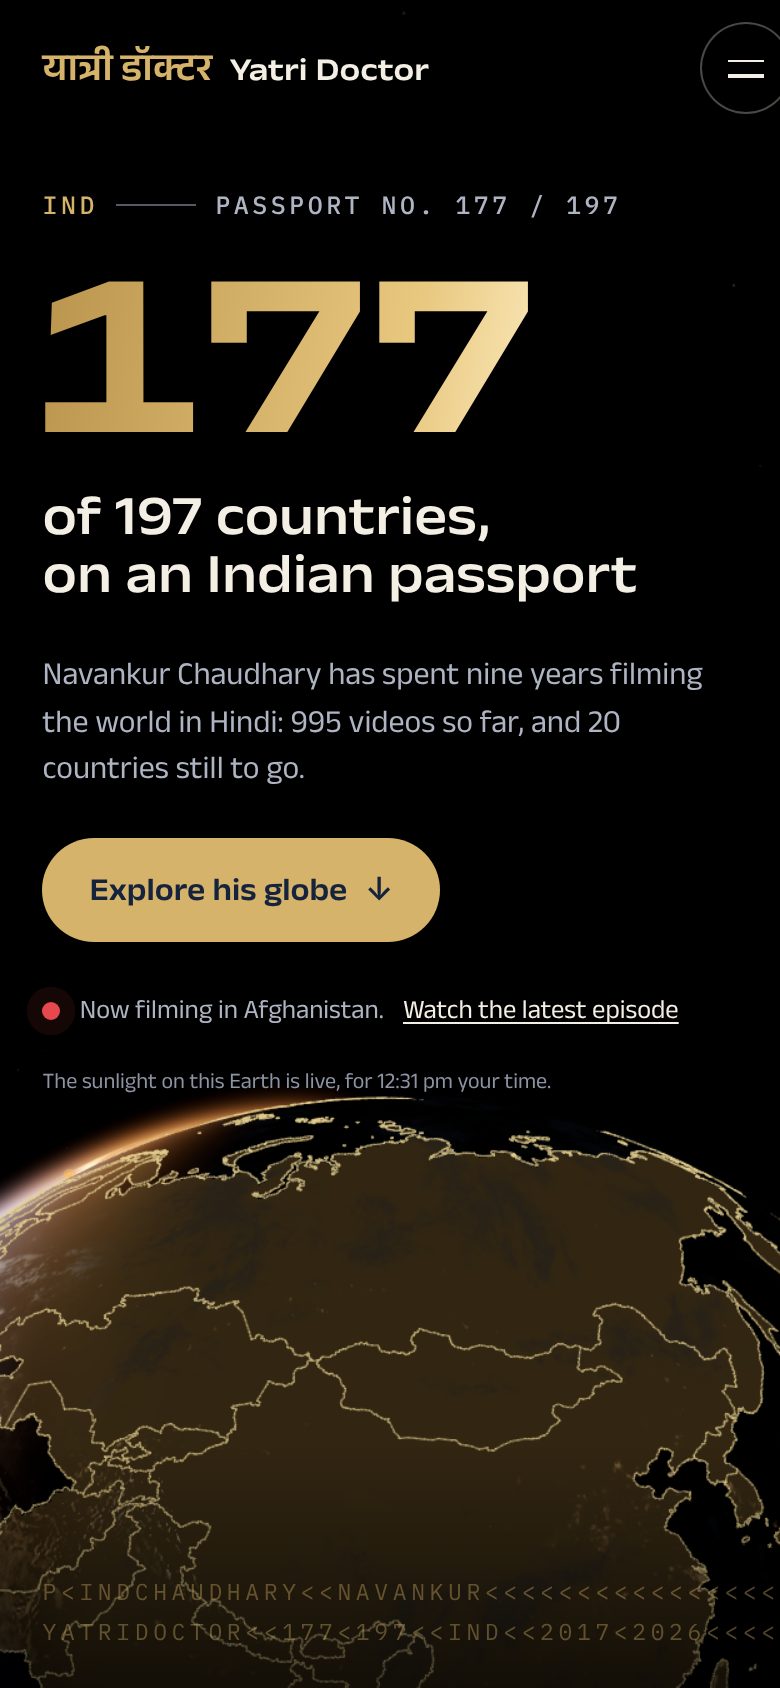 यात्री डॉक्टर Yatri Doctor
IND PASSPORT NO. 177 / 197
177
of 197 countries,
on an Indian passport
Navankur Chaudhary has spent nine years filming
the world in Hindi: 995 videos so far, and 20
countries still to go.
Explore his globe ↓
Now filming in Afghanistan. Watch the latest episode
The sunlight on this Earth is live, for 12:31 pm your time.
P<INDCHAUDHARY<<NAVANKUR<<<<<<<<<<<<<<<<
YATRIDOCTOR<<177<197<<IND<<2017<2026<<<<